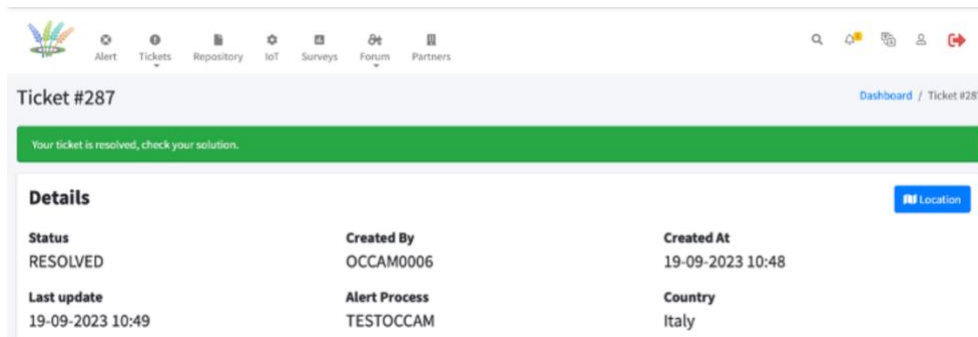 Alert Tickets Repository IoT Surveys Forum Partners
Ticket #287
Dashboard / Ticket #287
Your ticket is resolved, check your solution.
Details
Location
Status Created By Created At
RESOLVED OCCAM0006 19-09-2023 10:48
Last update Alert Process Country
19-09-2023 10:49 TESTOCCAM Italy